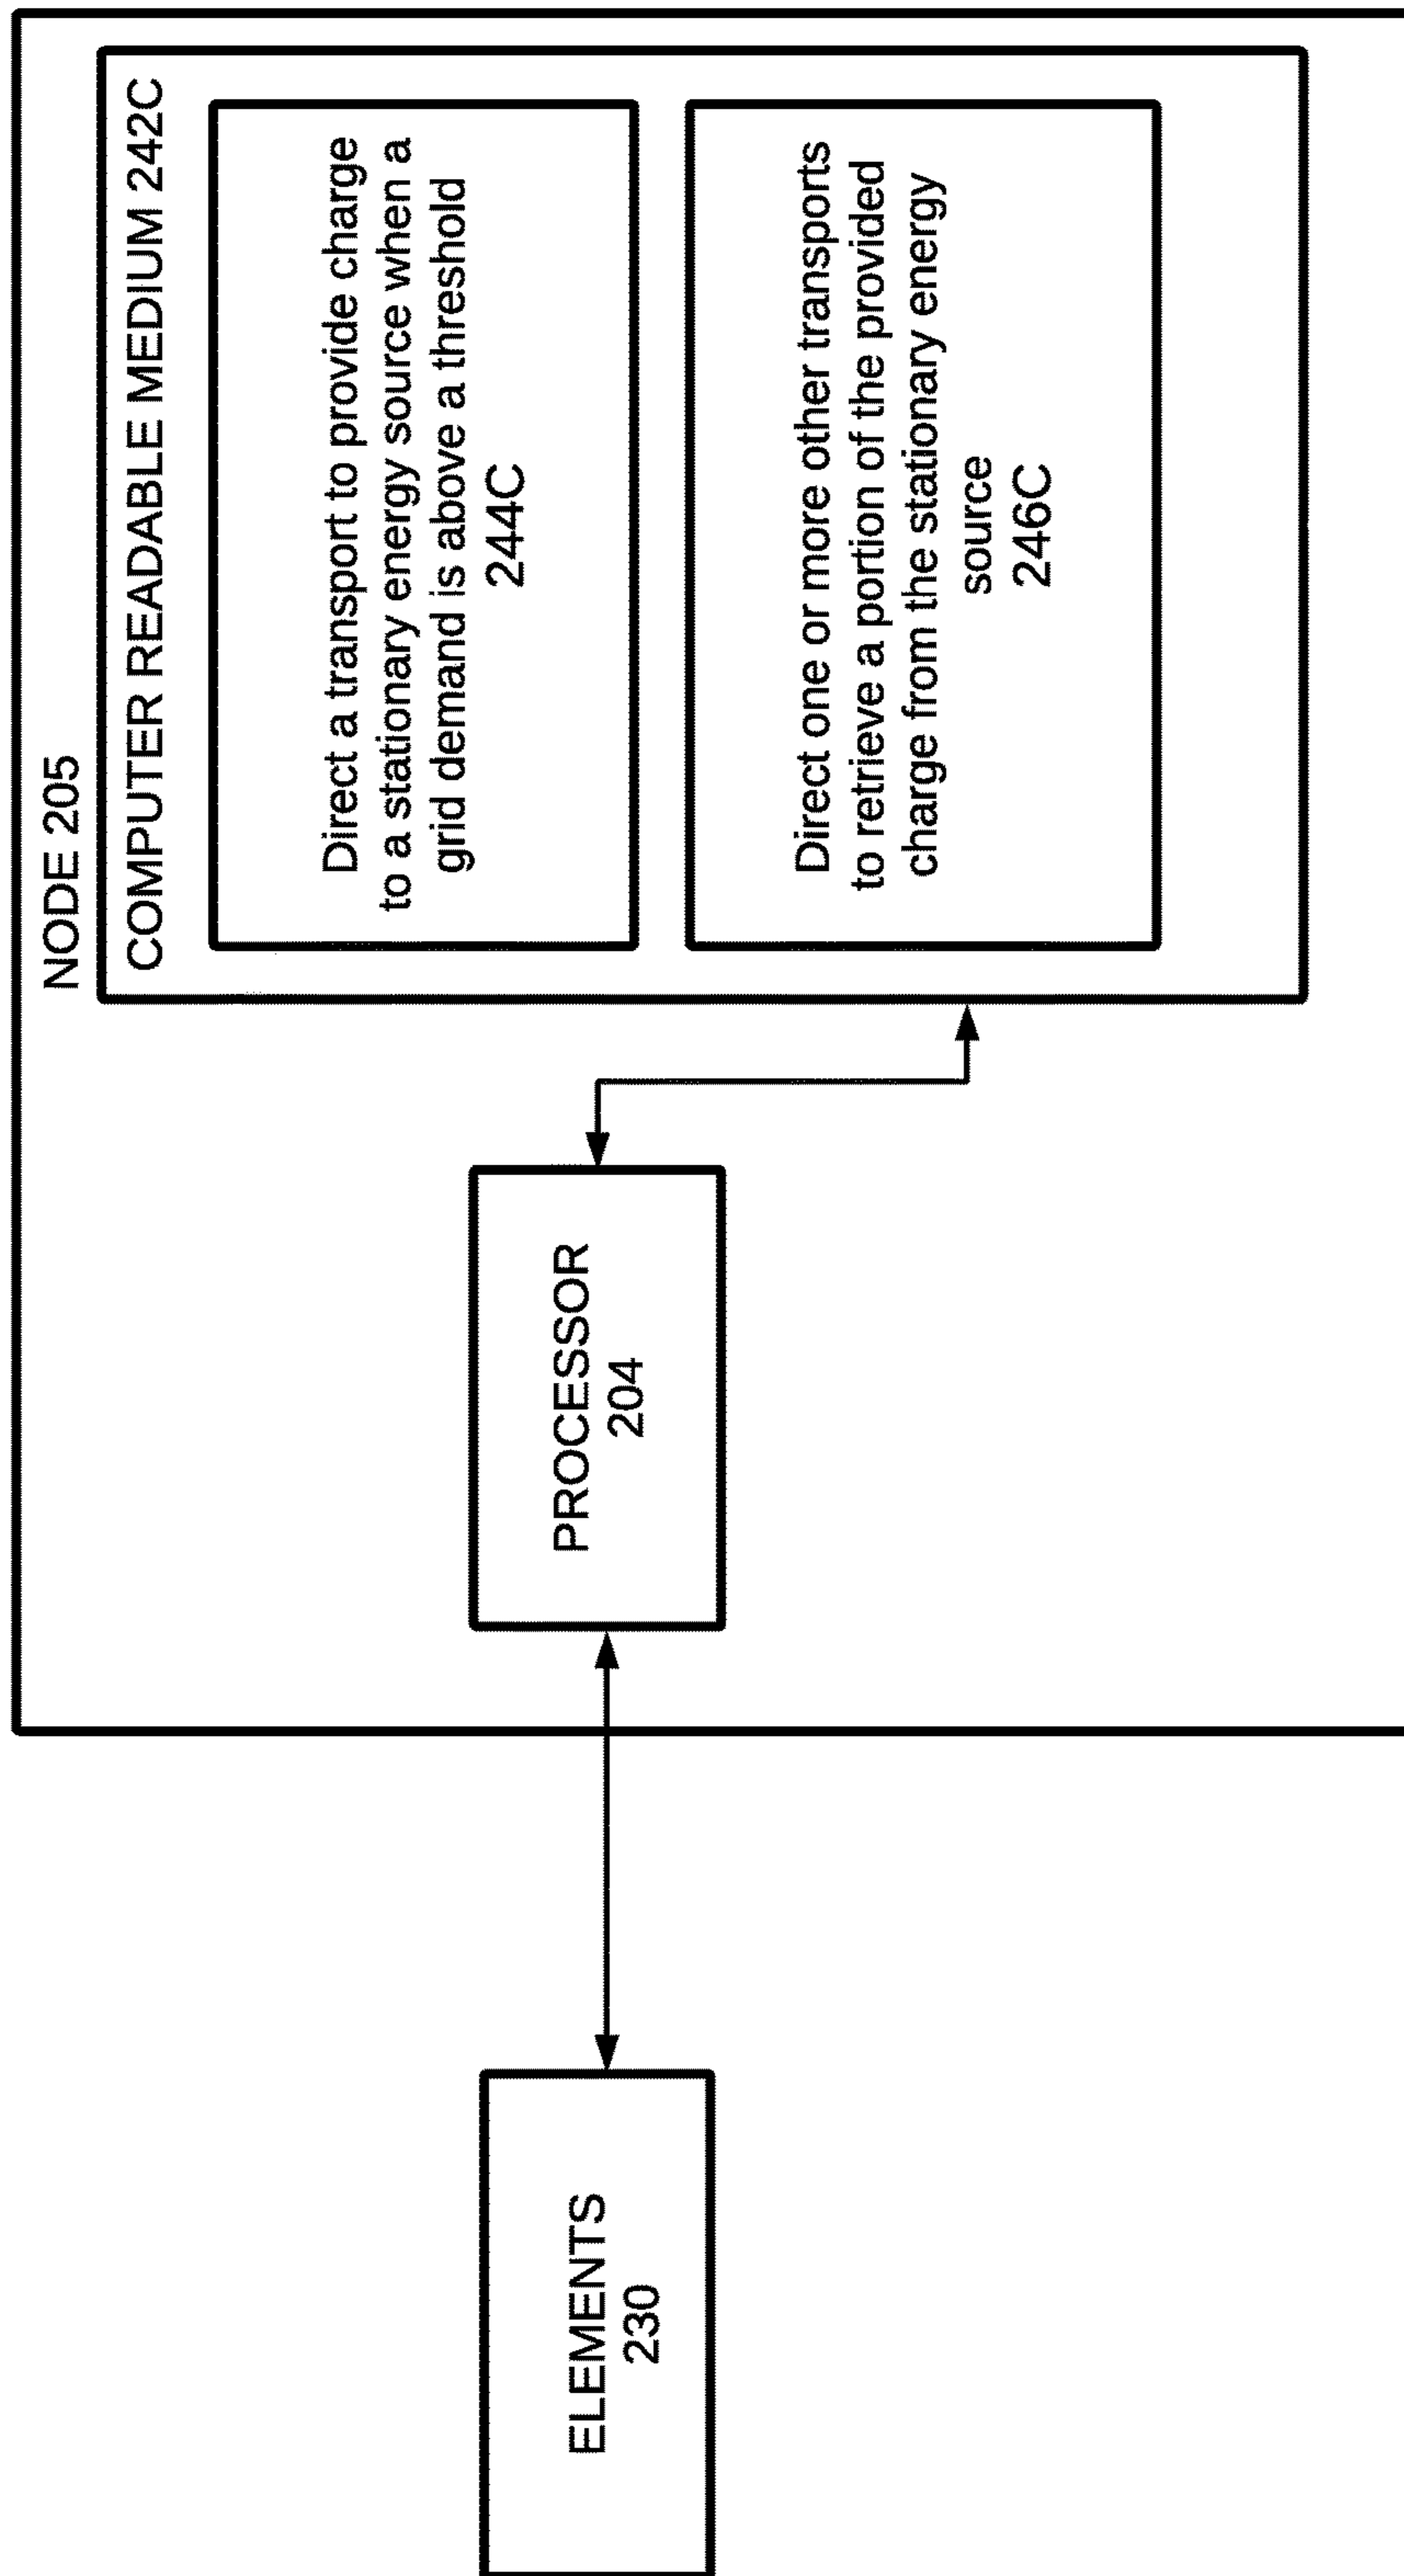 NODE 205
COMPUTER READABLE MEDIUM 242C
Direct a transport to provide charge
to a stationary energy source when a
grid demand is above a threshold
244C
Direct one or more other transports
to retrieve a portion of the provided
charge from the stationary energy
source
246C
PROCESSOR
204
ELEMENTS
230